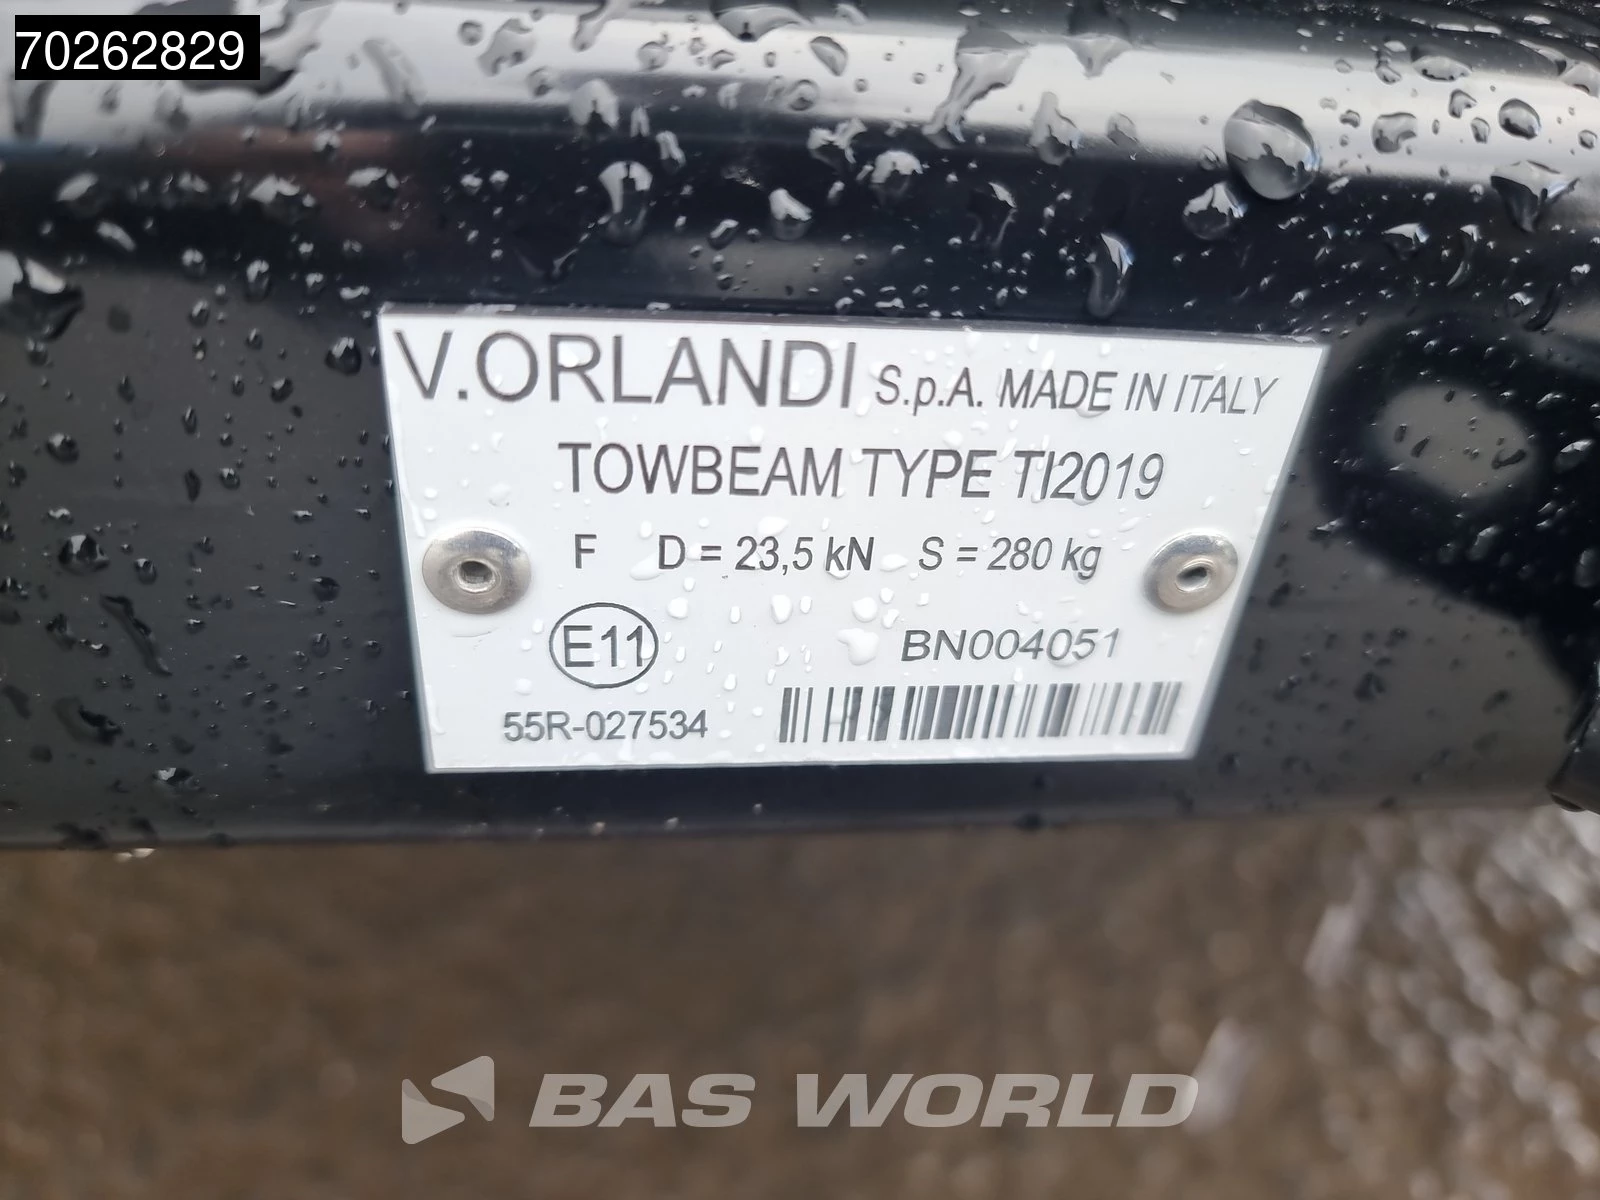 70262829
V.ORLANDI S.p.A. MADE IN ITALY
TOWBEAM TYPE TI2019
F D = 23,5 kN S = 280 kg
E11 BN004051
55R-027534
BAS WORLD